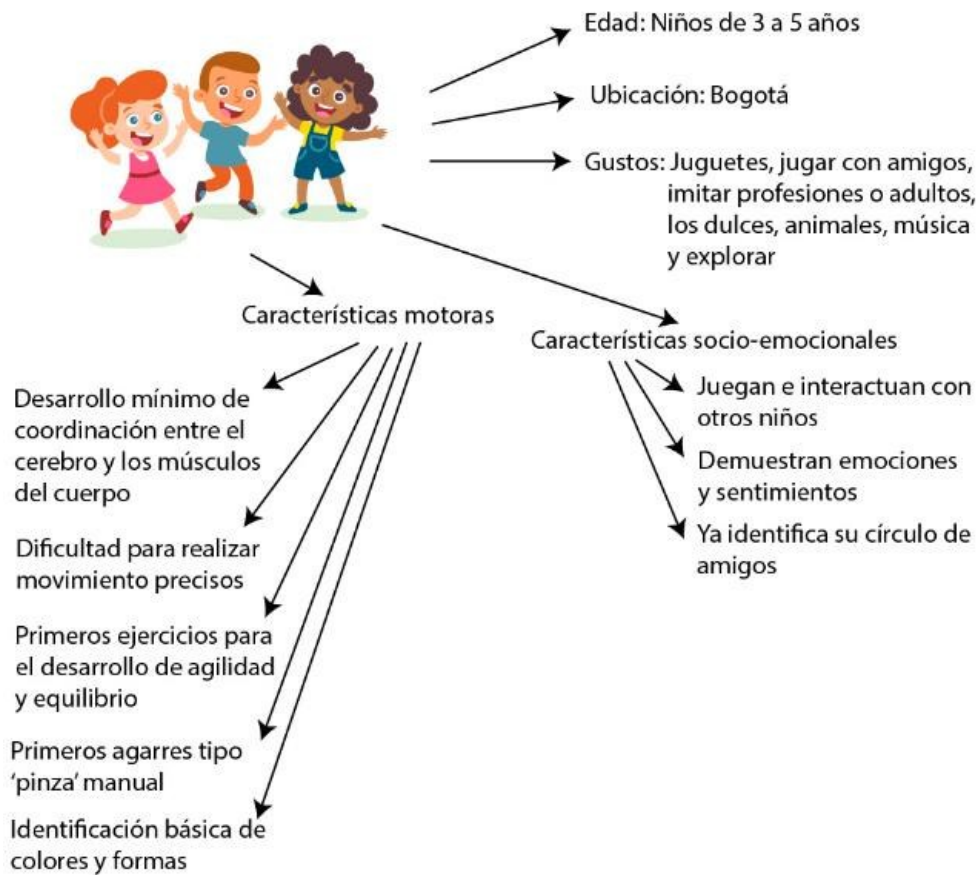 Edad: Niños de 3 a 5 años
Ubicación: Bogotá
Gustos: Juguetes, jugar con amigos,
imitar profesiones o adultos,
los dulces, animales, música
y explorar
Características motoras
Desarrollo mínimo de
coordinación entre el
cerebro y los músculos
del cuerpo
Dificultad para realizar
movimiento precisos
Primeros ejercicios para
el desarrollo de agilidad
y equilibrio
Primeros agarres tipo
‘pinza’ manual
Identificación básica de
colores y formas
Características socio-emocionales
Juegan e interactuan con
otros niños
Demuestran emociones
y sentimientos
Ya identifica su círculo de
amigos